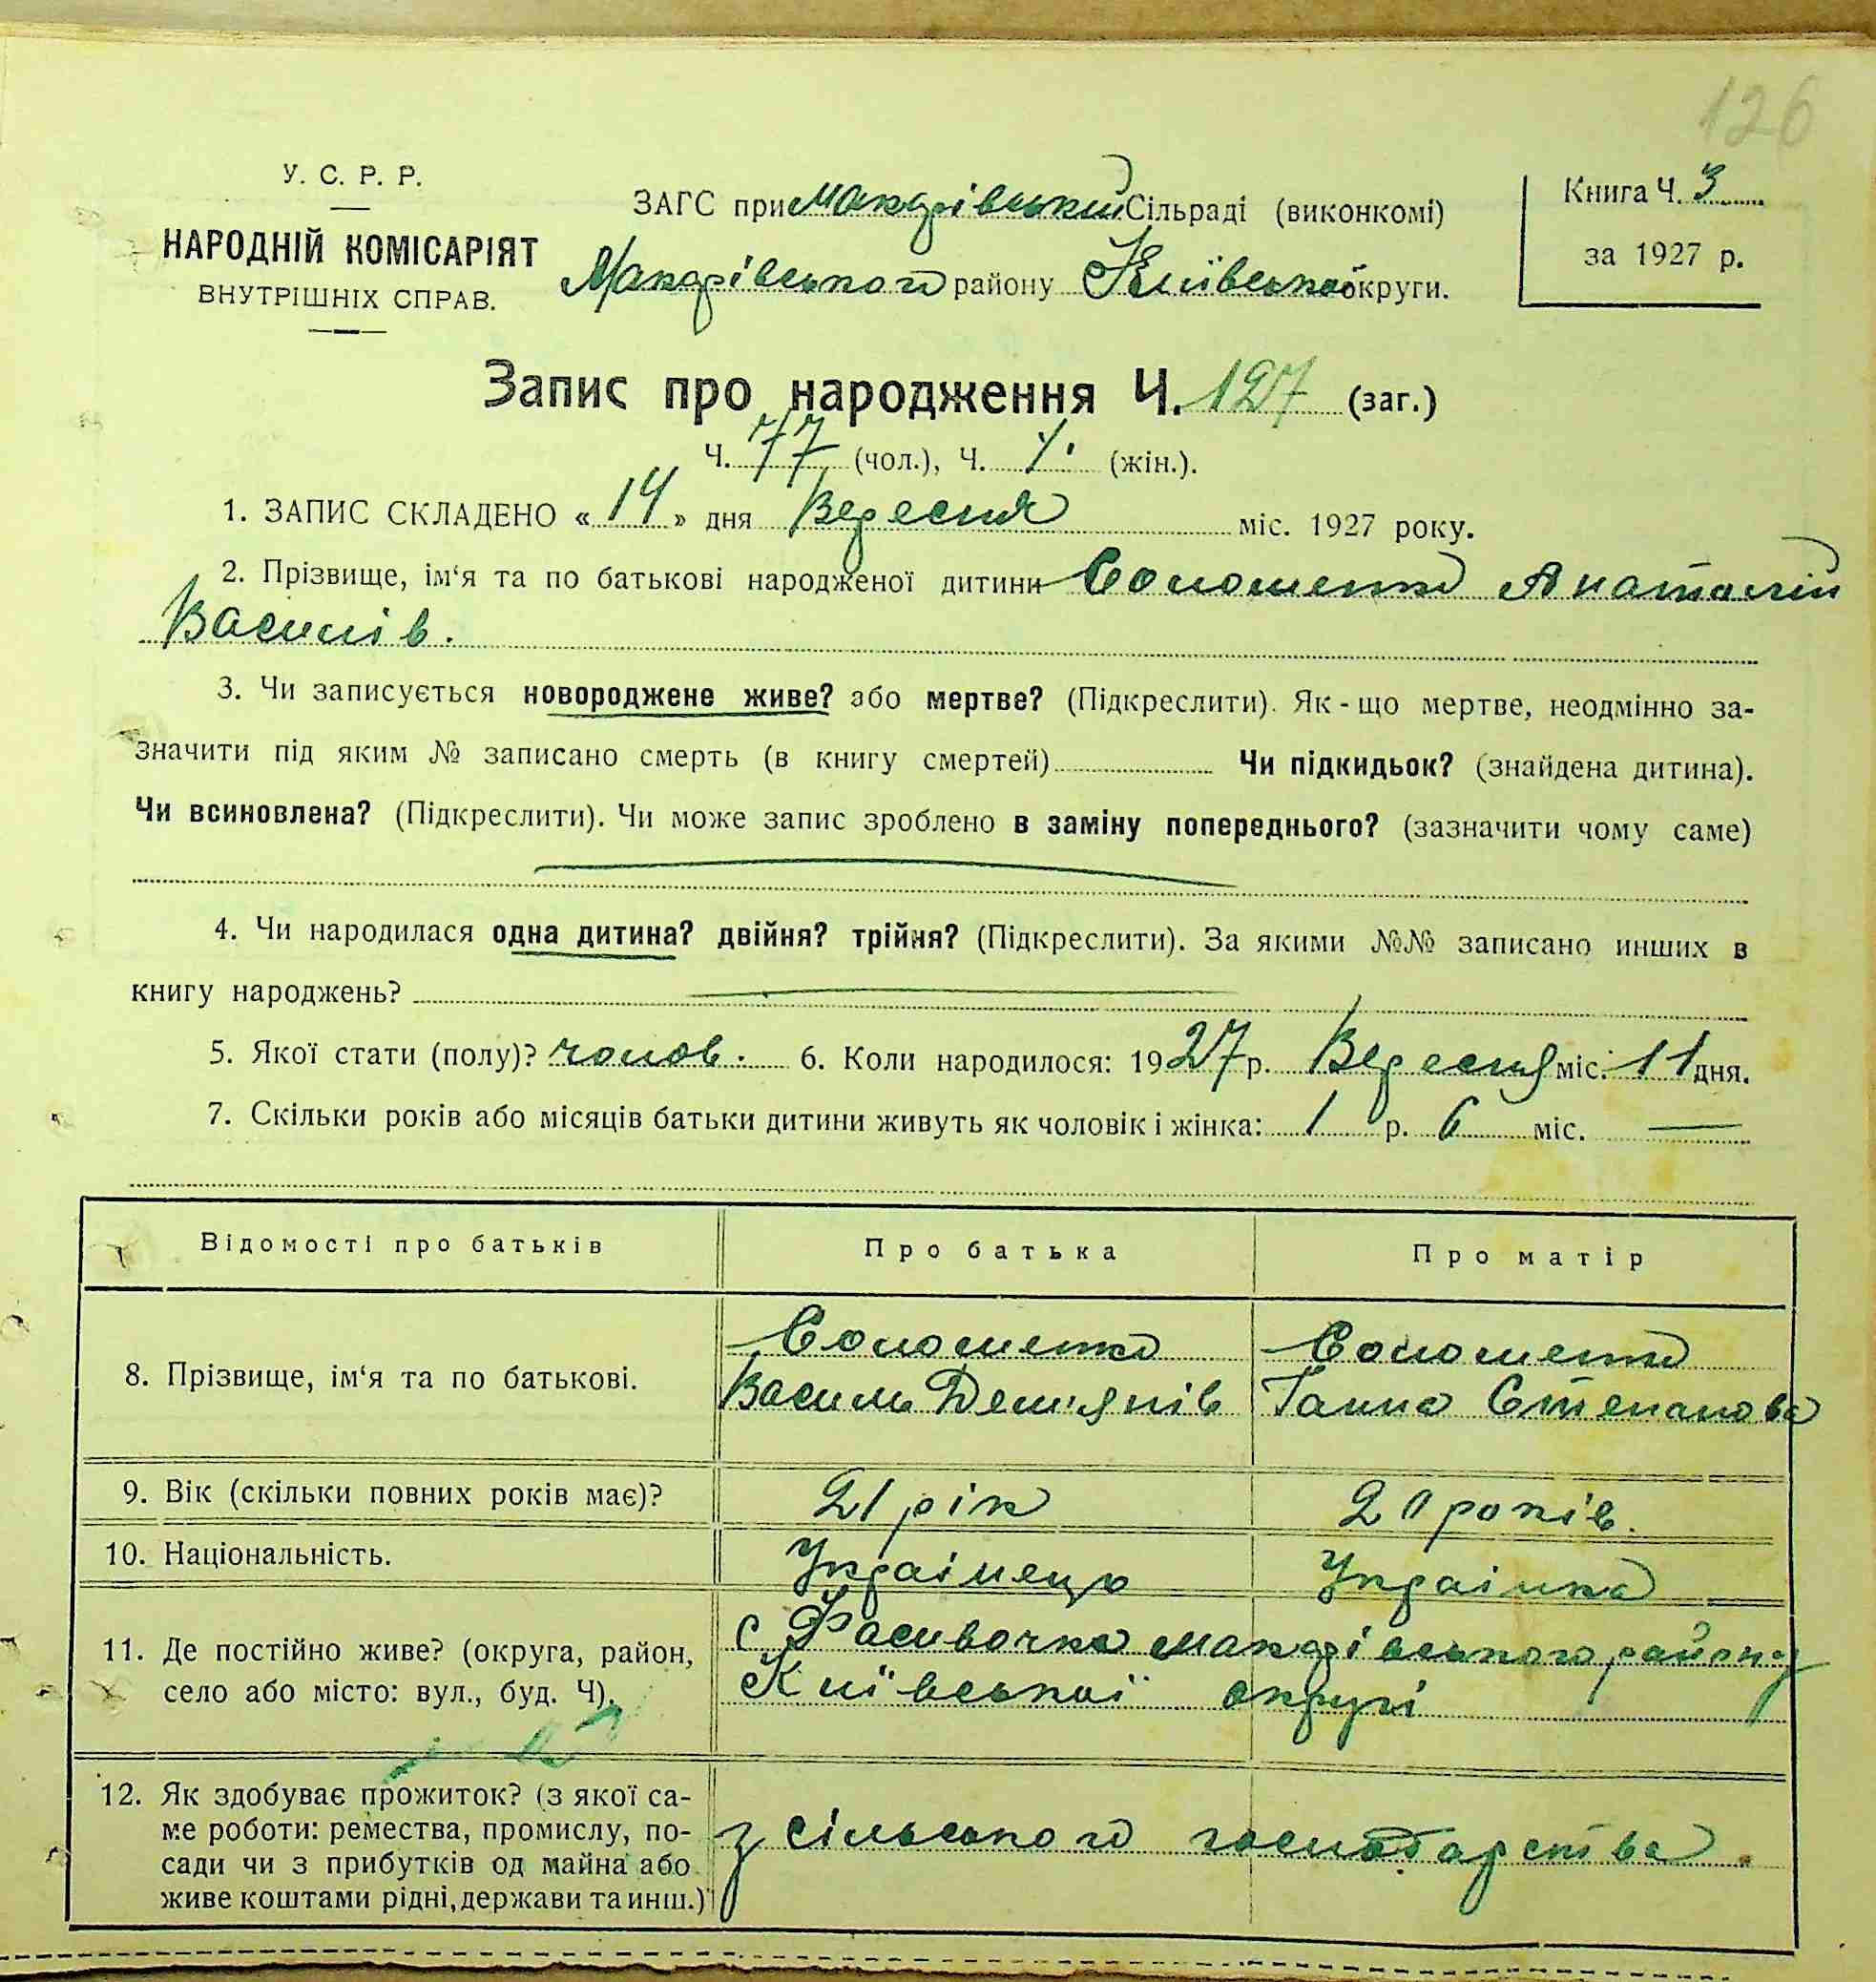 126
У. С. Р. Р.
НАРОДНІЙ КОМІСАРІЯТ
ВНУТРІШНІХ СПРАВ.
ЗАГС при Макарівський Сільраді (виконкомі)
Макарівського району Київської округи.
Книга Ч. 3
за 1927 р.
Запис про народження Ч. 127 (заг.)
Ч. 77 (чол.), Ч. (жін.).
1. ЗАПИС СКЛАДЕНО « 14 » дня Вересня міс. 1927 року.
2. Прізвище, ім‘я та по батькові народженої дитини Соломенко Анаталій
Василів.
3. Чи записується новороджене живе? або мертве? (Підкреслити). Як-що мертве, неодмінно за-
значити під яким № записано смерть (в книгу смертей) Чи підкидьок? (знайдена дитина).
Чи всиновлена? (Підкреслити). Чи може запис зроблено в заміну попереднього? (зазначити чому саме)
4. Чи народилася одна дитина? двійня? трійня? (Підкреслити). За якими №№ записано инших в
книгу народжень?
5. Якої стати (полу)? чолов. 6. Коли народилося: 1927 р. Вересня міс. 11 дня.
7. Скільки років або місяців батьки дитини живуть як чоловік і жінка: 1 р. 6 міс. —
Відомості про батьків Про батька Про матір
8. Прізвище, ім‘я та по батькові.
Соломенко
Василь Дем'янів
Соломенко
Ганна Степанова
9. Вік (скільки повних років має)? 21 рік 20 років.
10. Національність. Українець Українка
11. Де постійно живе? (округа, район,
село або місто: вул., буд. Ч).
с Фасивочка Макарівського району
Київської округі
12. Як здобуває прожиток? (з якої са-
ме роботи: ремества, промислу, по-
сади чи з прибутків од майна або
живе коштами рідні, держави та инш.)
з сільського господарства.